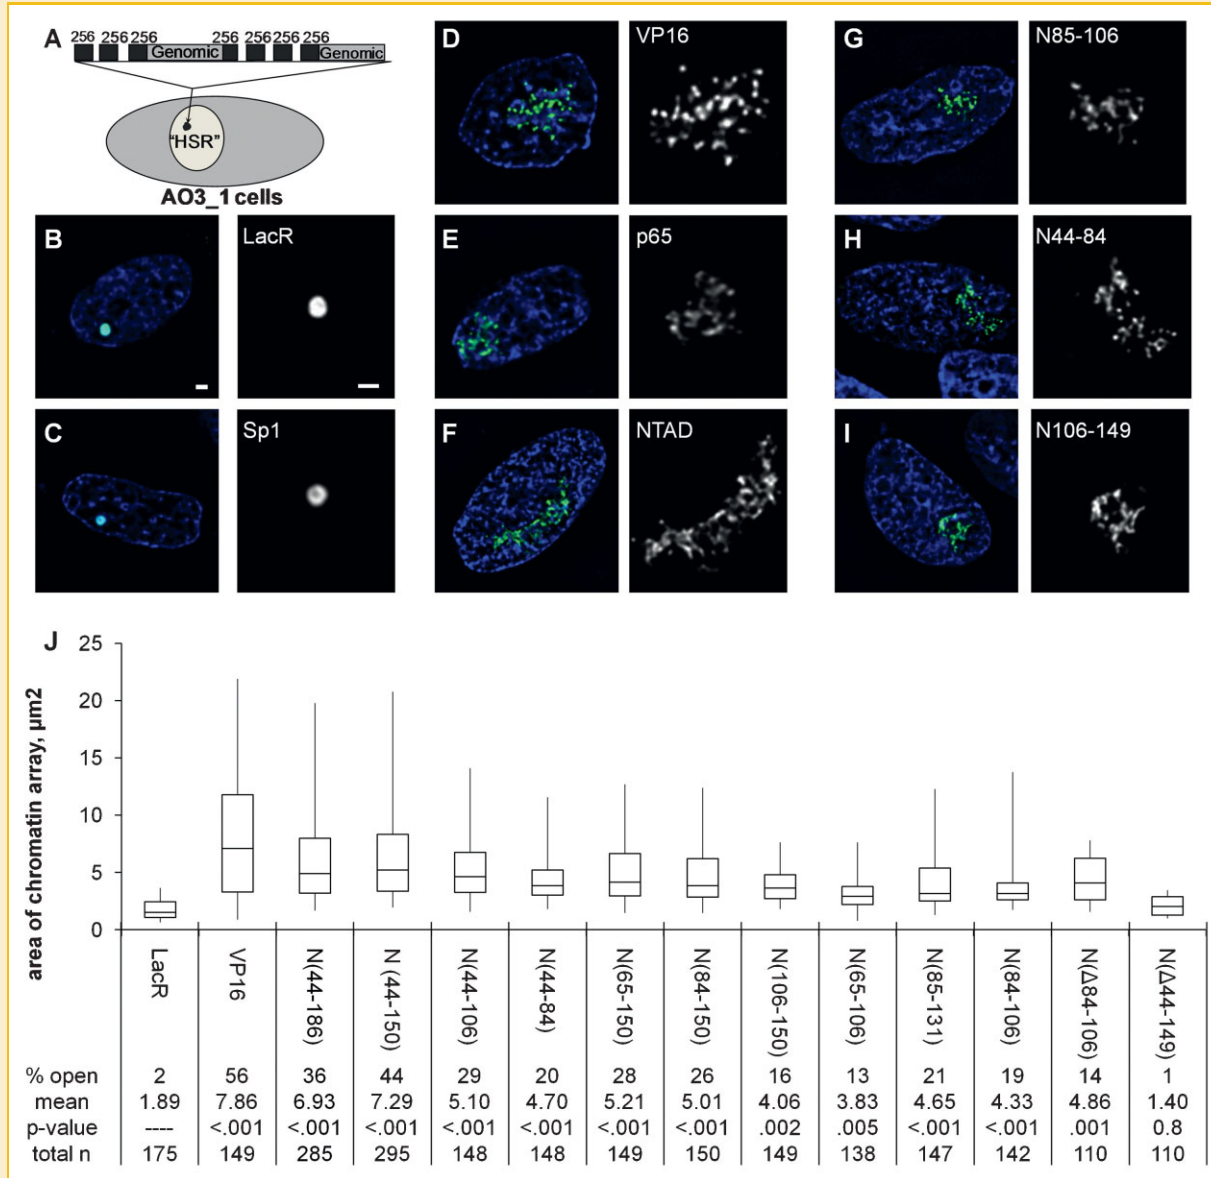 A
256 256 256 256 256 256 256
Genomic Genomic
"HSR"
AO3_1 cells
B LacR
C Sp1
D VP16
E p65
F NTAD
G N85-106
H N44-84
I N106-149
J
area of chromatin array, µm2
25
20
15
10
5
0
LacR VP16 N(44-186) N (44-150) N(44-106) N(44-84) N(65-150) N(84-150) N(106-150) N(65-106) N(85-131) N(84-106) N(Δ84-106) N(Δ44-149)
% open 2 56 36 44 29 20 28 26 16 13 21 19 14 1
mean 1.89 7.86 6.93 7.29 5.10 4.70 5.21 5.01 4.06 3.83 4.65 4.33 4.86 1.40
p-value ---- <.001 <.001 <.001 <.001 <.001 <.001 <.001 .002 .005 <.001 <.001 .001 0.8
total n 175 149 285 295 148 148 149 150 149 138 147 142 110 110